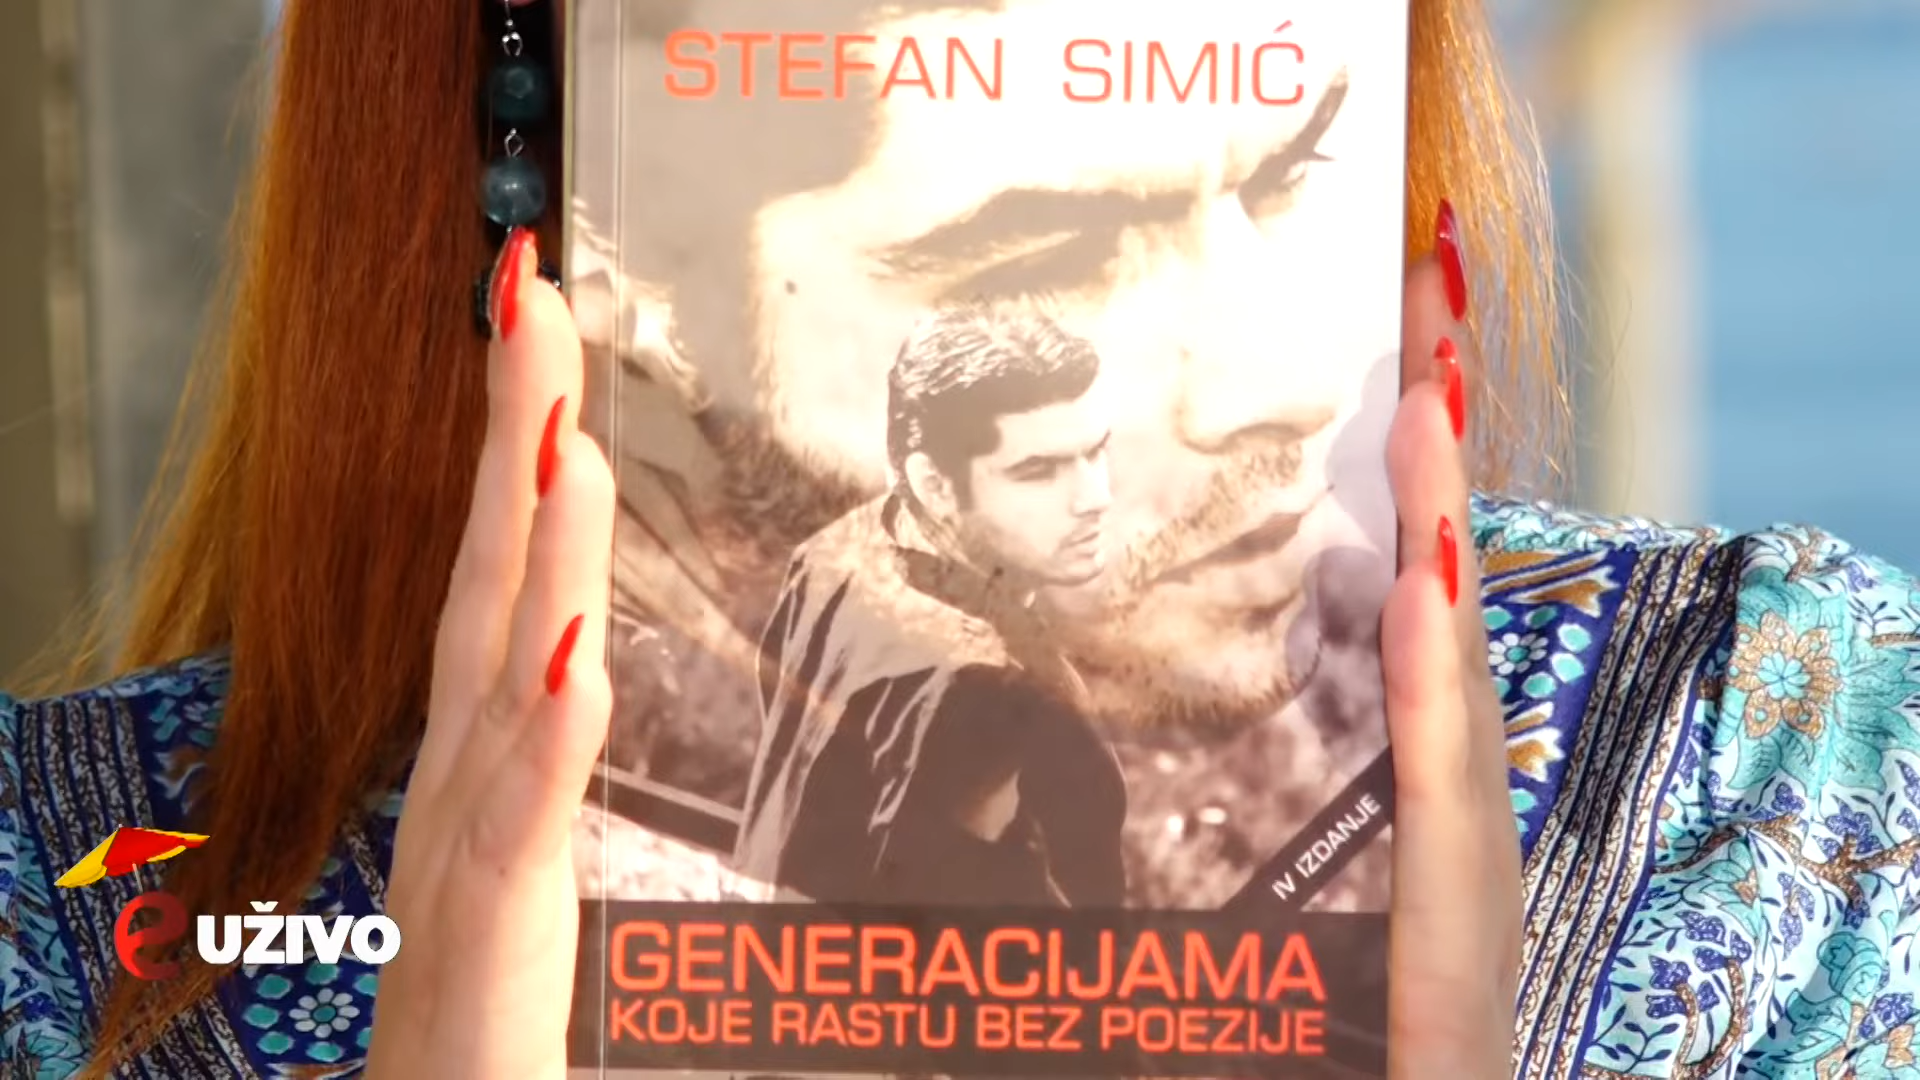 STEFAN SIMIĆ
IV IZDANJE
GENERACIJAMA
KOJE RASTU BEZ POEZIJE
e UŽIVO